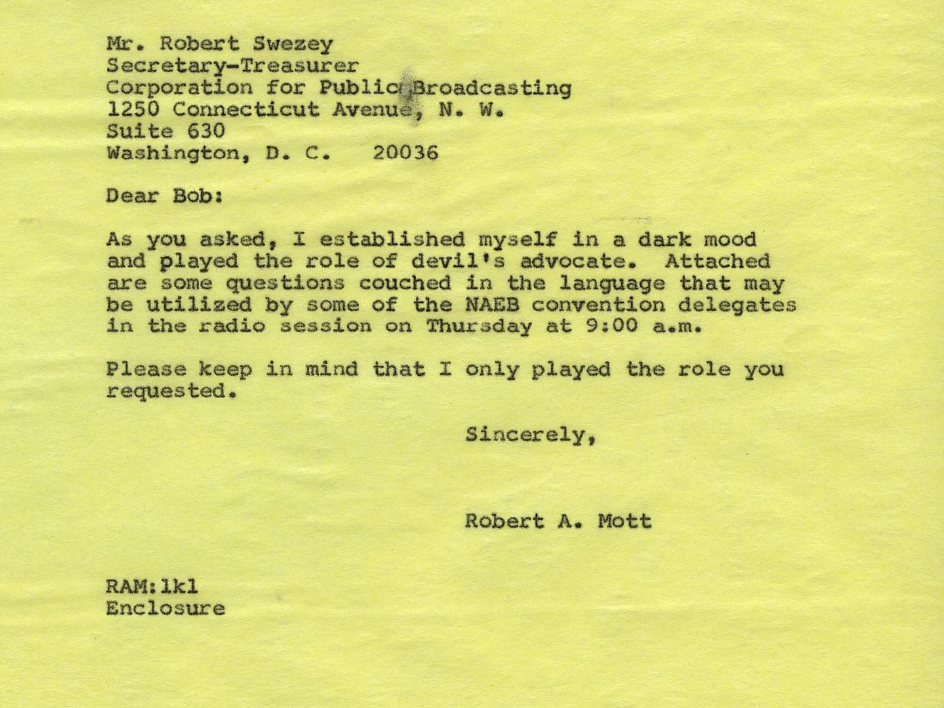 Mr. Robert Swezey
Secretary-Treasurer
Corporation for Public Broadcasting
1250 Connecticut Avenue, N. W.
Suite 630
Washington, D. C.   20036
Dear Bob:
As you asked, I established myself in a dark mood
and played the role of devil's advocate.  Attached
are some questions couched in the language that may
be utilized by some of the NAEB convention delegates
in the radio session on Thursday at 9:00 a.m.
Please keep in mind that I only played the role you
requested.
Sincerely,
Robert A. Mott
RAM:lkl
Enclosure